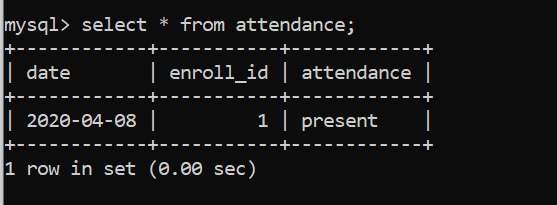 mysql> select * from attendance;
+------------+-----------+------------+
| date       | enroll_id | attendance |
+------------+-----------+------------+
| 2020-04-08 |         1 | present    |
+------------+-----------+------------+
1 row in set (0.00 sec)